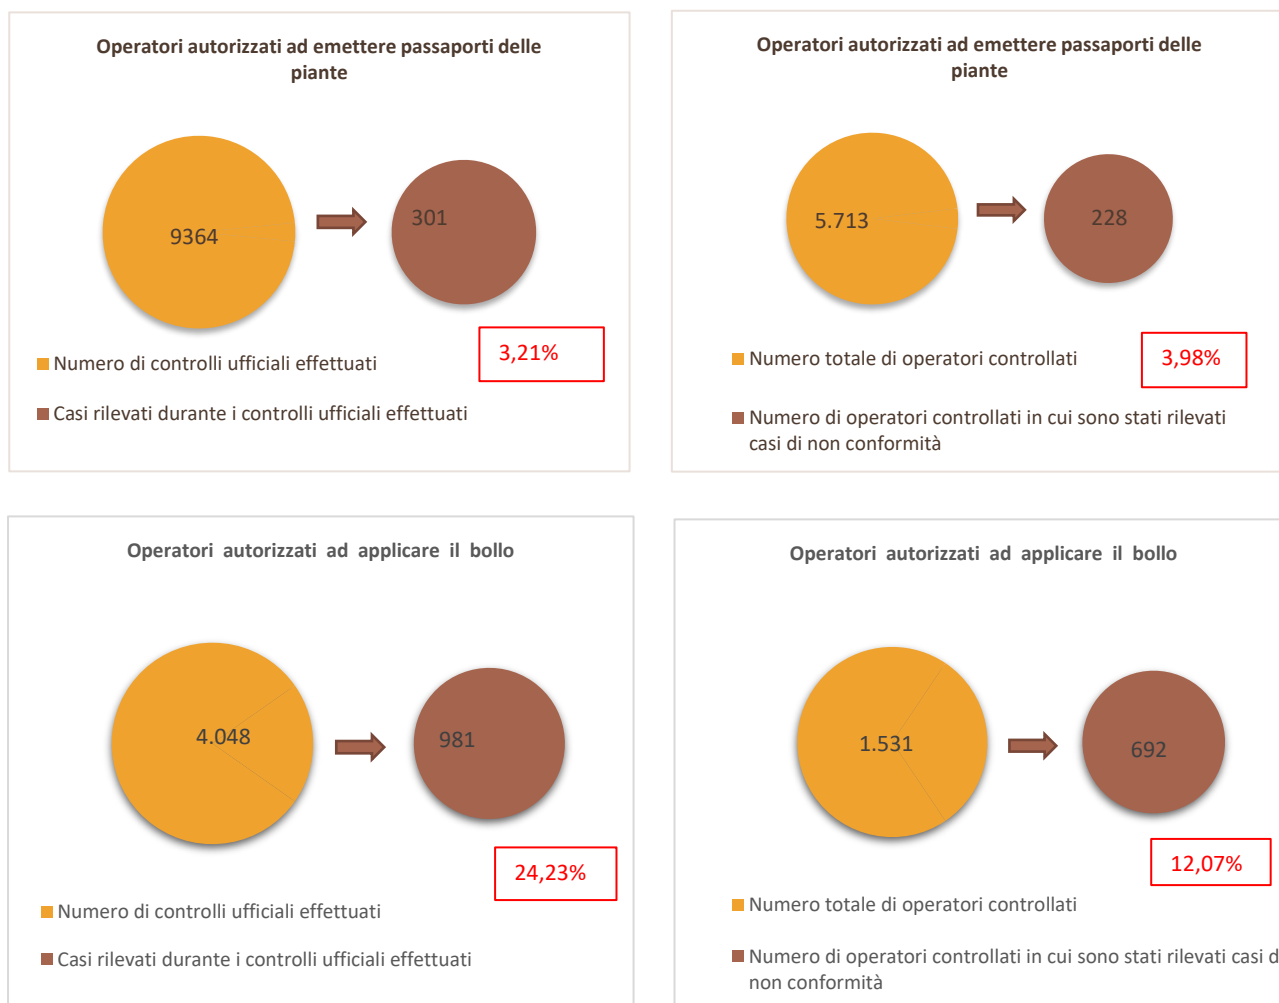 Operatori autorizzati ad emettere passaporti delle
piante
9364
301
3,21%
Numero di controlli ufficiali effettuati
Casi rilevati durante i controlli ufficiali effettuati
Operatori autorizzati ad emettere passaporti delle
piante
5.713
228
3,98%
Numero totale di operatori controllati
Numero di operatori controllati in cui sono stati rilevati
casi di non conformità
Operatori autorizzati ad applicare il bollo
4.048
981
24,23%
Numero di controlli ufficiali effettuati
Casi rilevati durante i controlli ufficiali effettuati
Operatori autorizzati ad applicare il bollo
1.531
692
12,07%
Numero totale di operatori controllati
Numero di operatori controllati in cui sono stati rilevati casi d
non conformità